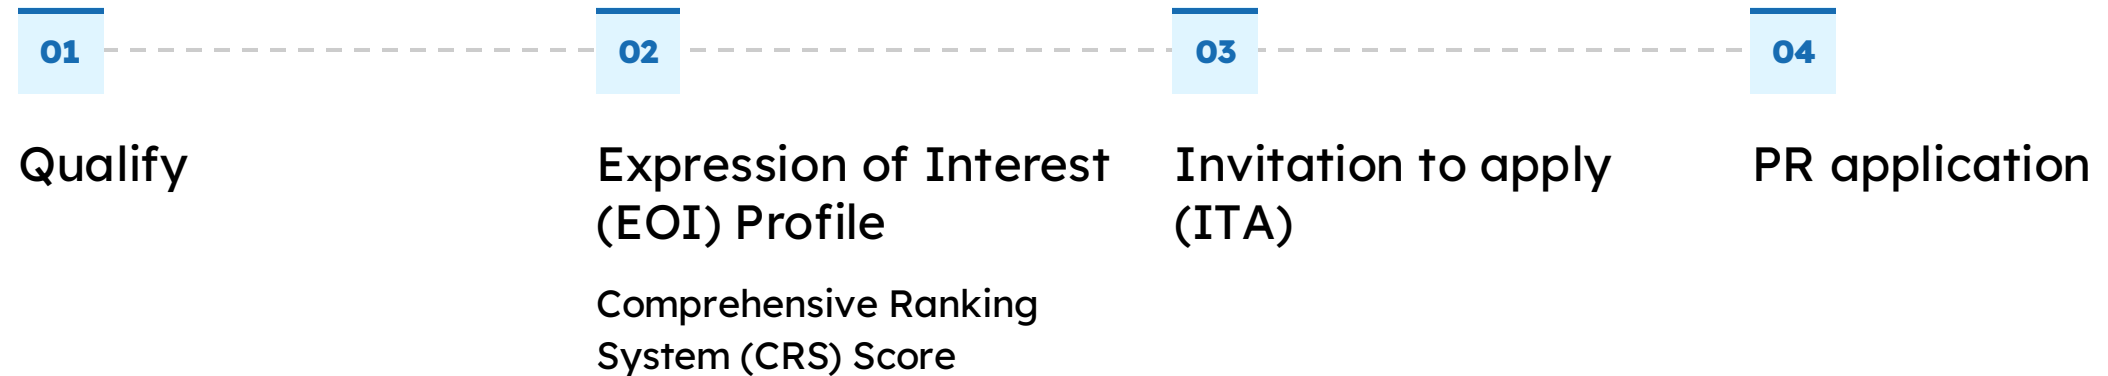 01
Qualify
02
Expression of Interest
(EOI) Profile
Comprehensive Ranking
System (CRS) Score
03
Invitation to apply
(ITA)
04
PR application